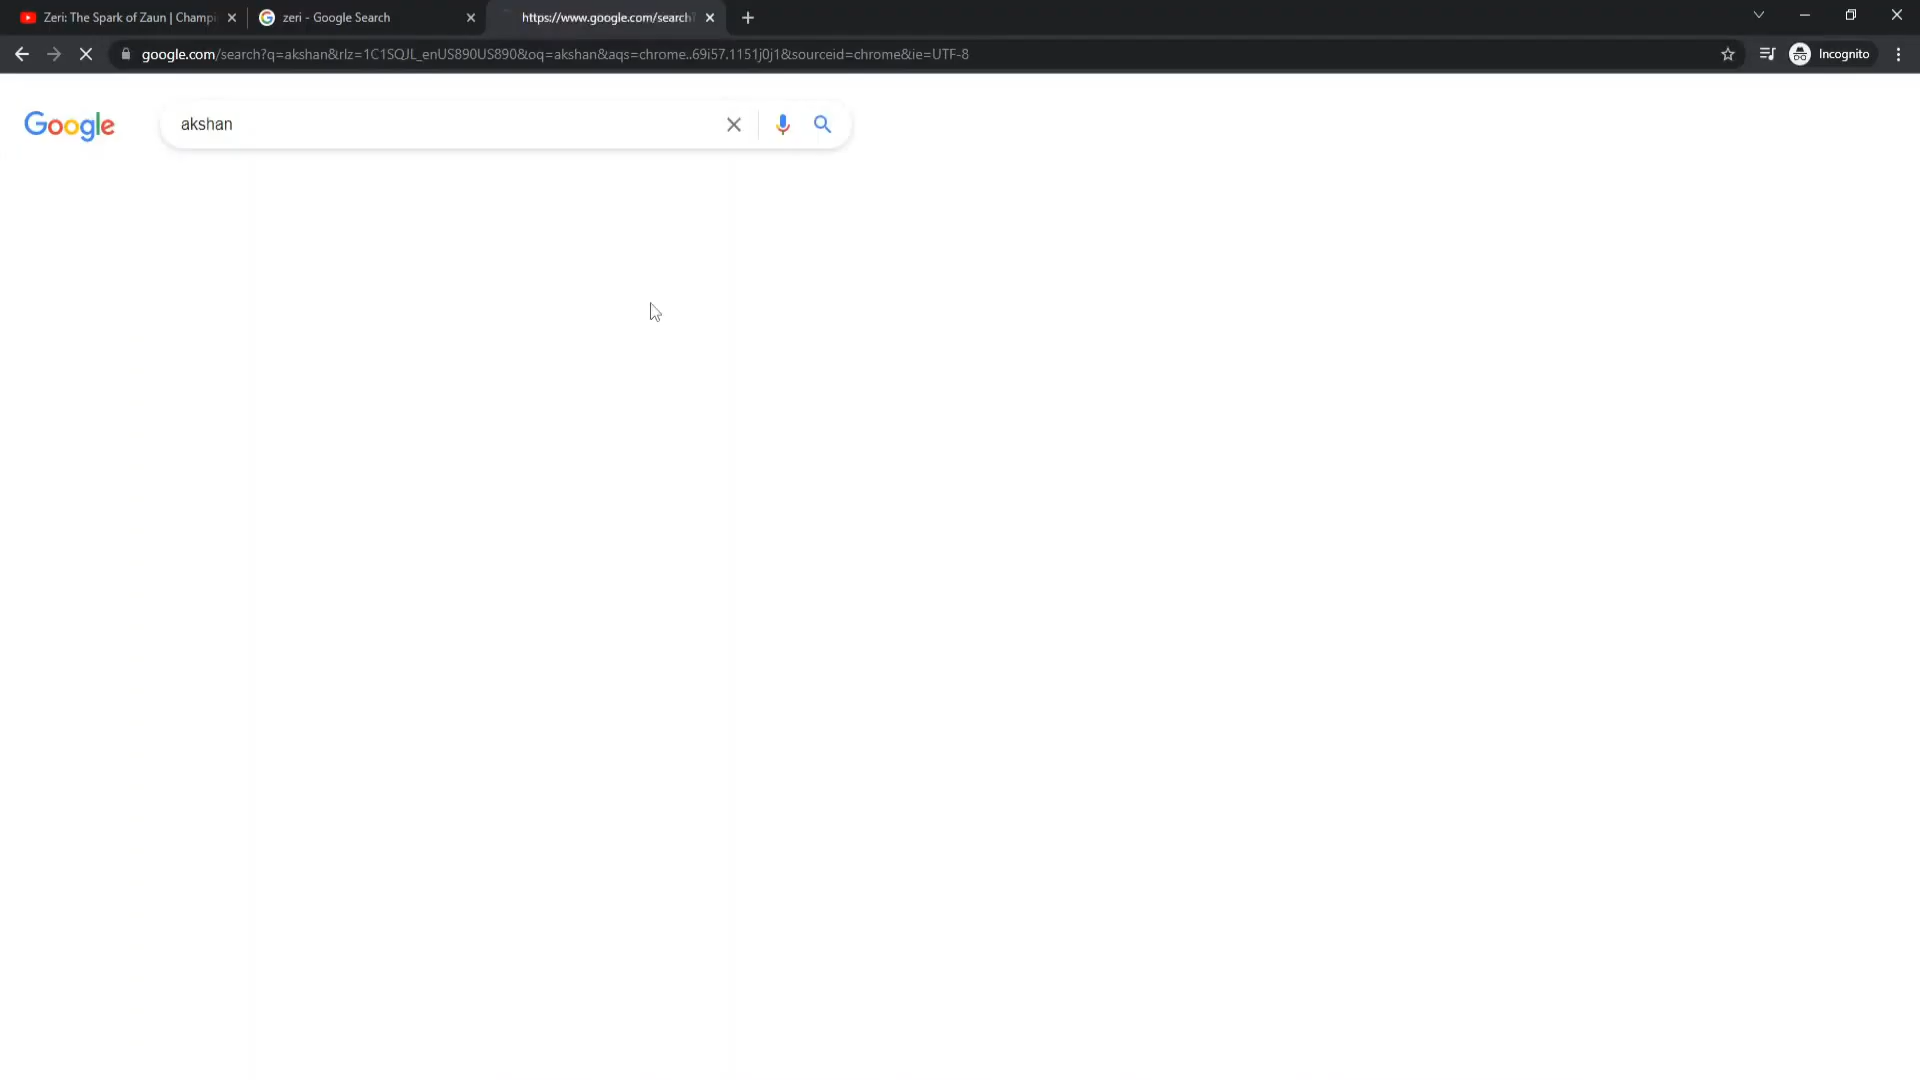 Zeri: The Spark of Zaun | Champi
zeri - Google Search
https://www.google.com/search?
google.com/search?q=akshan&rlz=1C1SQJL_enUS890US890&oq=akshan&aqs=chrome..69i57.1151j0j1&sourceid=chrome&ie=UTF-8
Incognito
Google
akshan